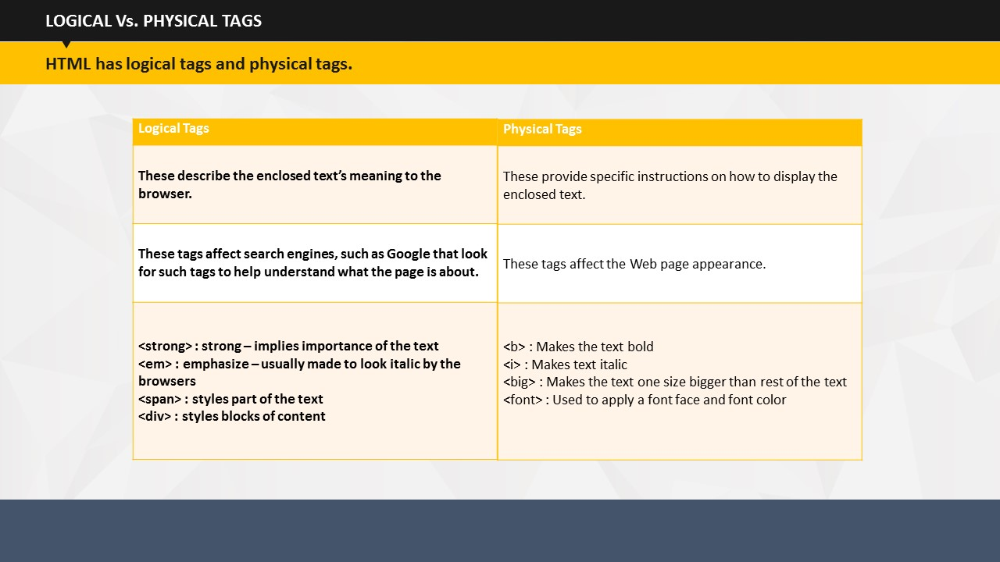 LOGICAL Vs. PHYSICAL TAGS
HTML has logical tags and physical tags.
Logical Tags
Physical Tags
These describe the enclosed text’s meaning to the
browser.
These provide specific instructions on how to display the
enclosed text.
These tags affect search engines, such as Google that look
for such tags to help understand what the page is about.
These tags affect the Web page appearance.
<strong> : strong – implies importance of the text
<em> : emphasize – usually made to look italic by the
browsers
<span> : styles part of the text
<div> : styles blocks of content
<b> : Makes the text bold
<i> : Makes text italic
<big> : Makes the text one size bigger than rest of the text
<font> : Used to apply a font face and font color